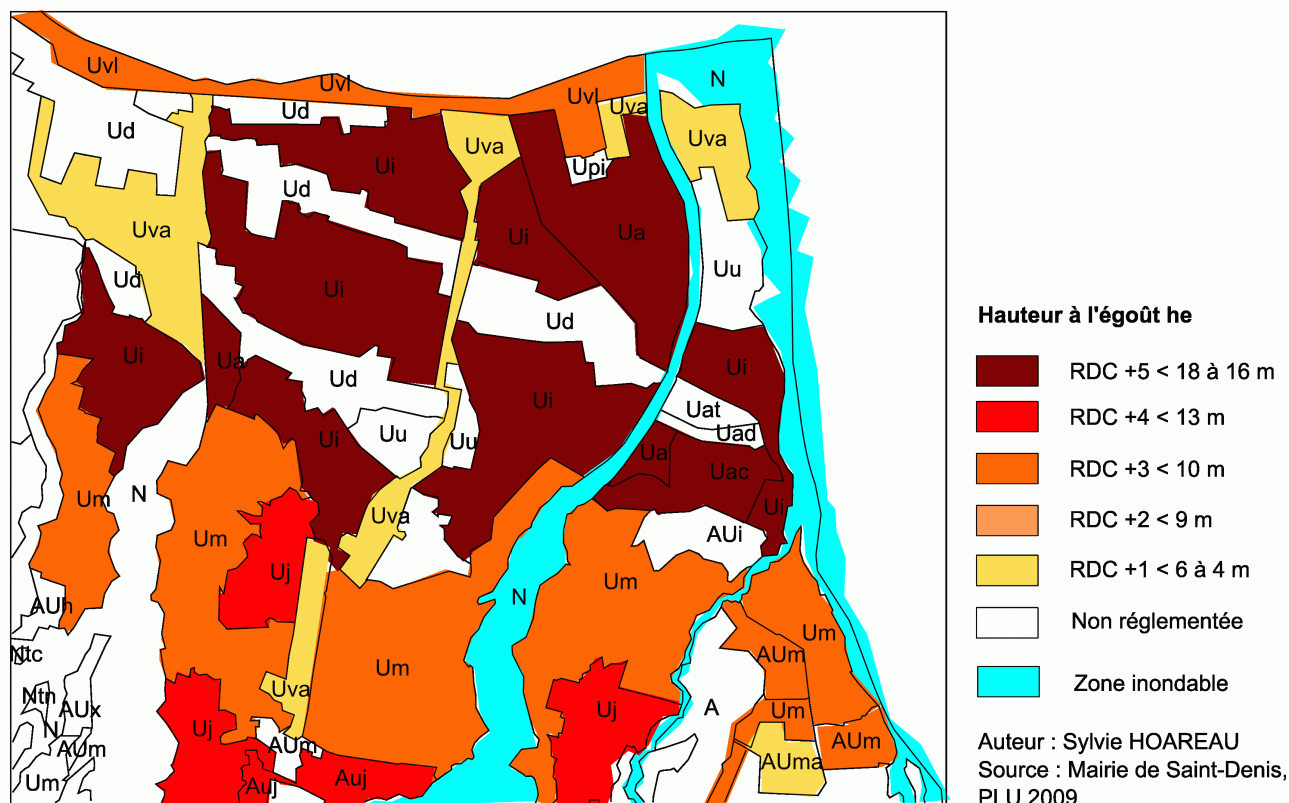 Uvl
Uvl
Uvl
Uva
N
Ud
Ud
Uva
Uva
Ui
Upi
Ud
Uva
Ui
Ua
Uu
Ud
Ui
Ud
Ui
Ua
Ud
Ui
Ui
Uat
Uad
Ui
Uu
Uu
Ua
Uac
Um
N
Uva
Ui
Um
AUi
Uj
Um
N
AUh
Um
Ntc
Um
AUm
Ntn
AUx
Uva
Uj
A
Um
N
Uj
AUm
AUm
AUm
Um
Auj
Auj
AUma
Hauteur à l'égoût he
RDC +5 < 18 à 16 m
RDC +4 < 13 m
RDC +3 < 10 m
RDC +2 < 9 m
RDC +1 < 6 à 4 m
Non réglementée
Zone inondable
Auteur : Sylvie HOAREAU
Source : Mairie de Saint-Denis,
PLU 2009